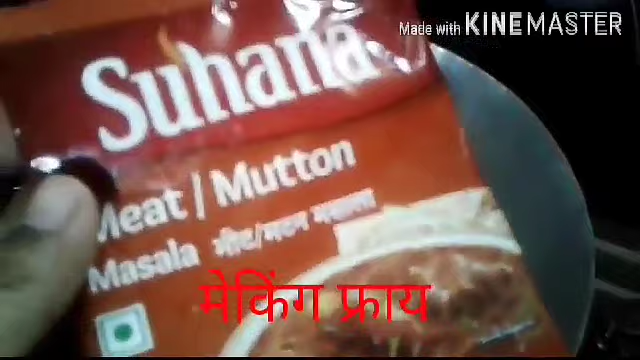 Made with KINEMASTER
Suhana
Meat | Mutton
Masala मीट/मटन मसाला
मेकिंग फ्राय